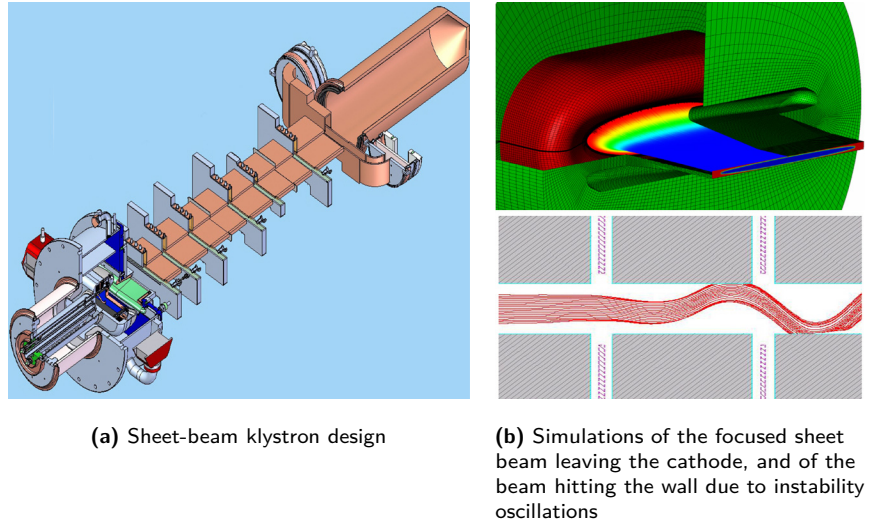 (a) Sheet-beam klystron design
(b) Simulations of the focused sheet
beam leaving the cathode, and of the
beam hitting the wall due to instability
oscillations